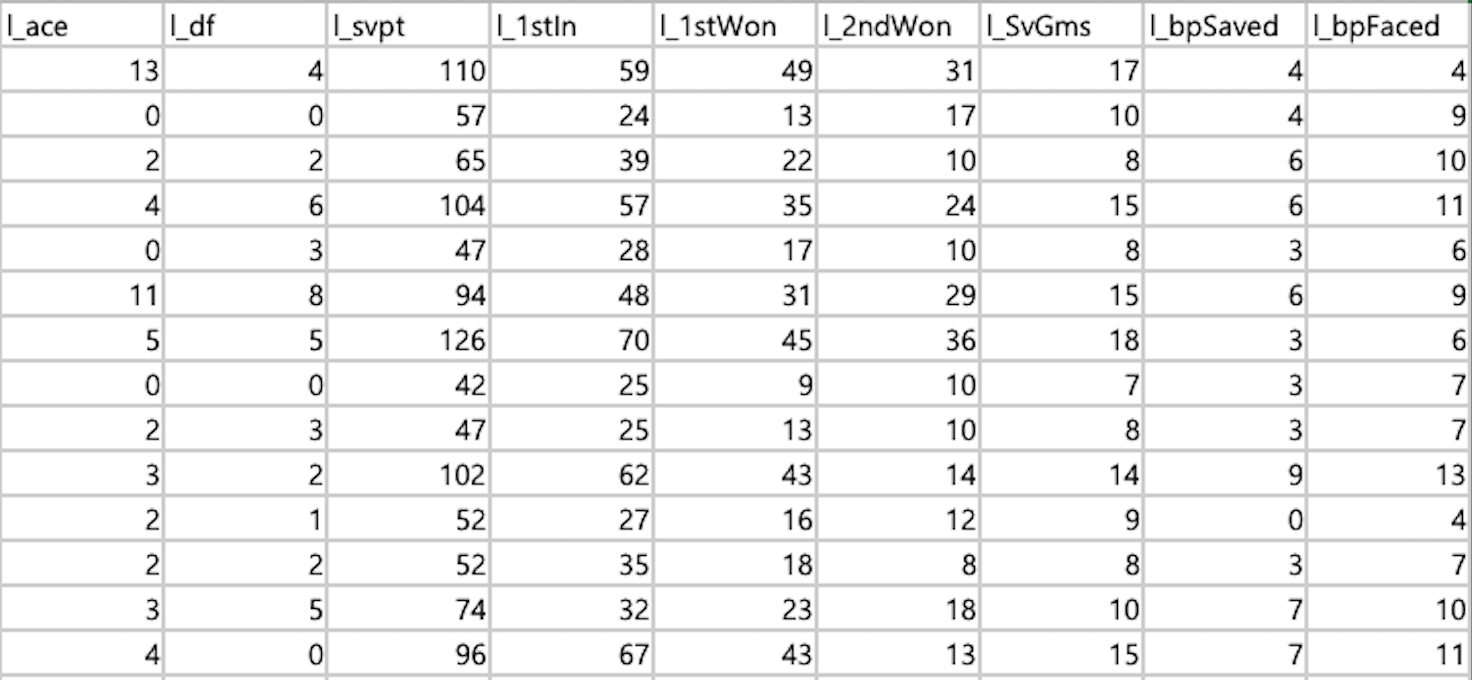 l_ace l_df l_svpt l_1stIn l_1stWon l_2ndWon l_SvGms l_bpSaved l_bpFaced
13 4 110 59 49 31 17 4 4
0 0 57 24 13 17 10 4 9
2 2 65 39 22 10 8 6 10
4 6 104 57 35 24 15 6 11
0 3 47 28 17 10 8 3 6
11 8 94 48 31 29 15 6 9
5 5 126 70 45 36 18 3 6
0 0 42 25 9 10 7 3 7
2 3 47 25 13 10 8 3 7
3 2 102 62 43 14 14 9 13
2 1 52 27 16 12 9 0 4
2 2 52 35 18 8 8 3 7
3 5 74 32 23 18 10 7 10
4 0 96 67 43 13 15 7 11